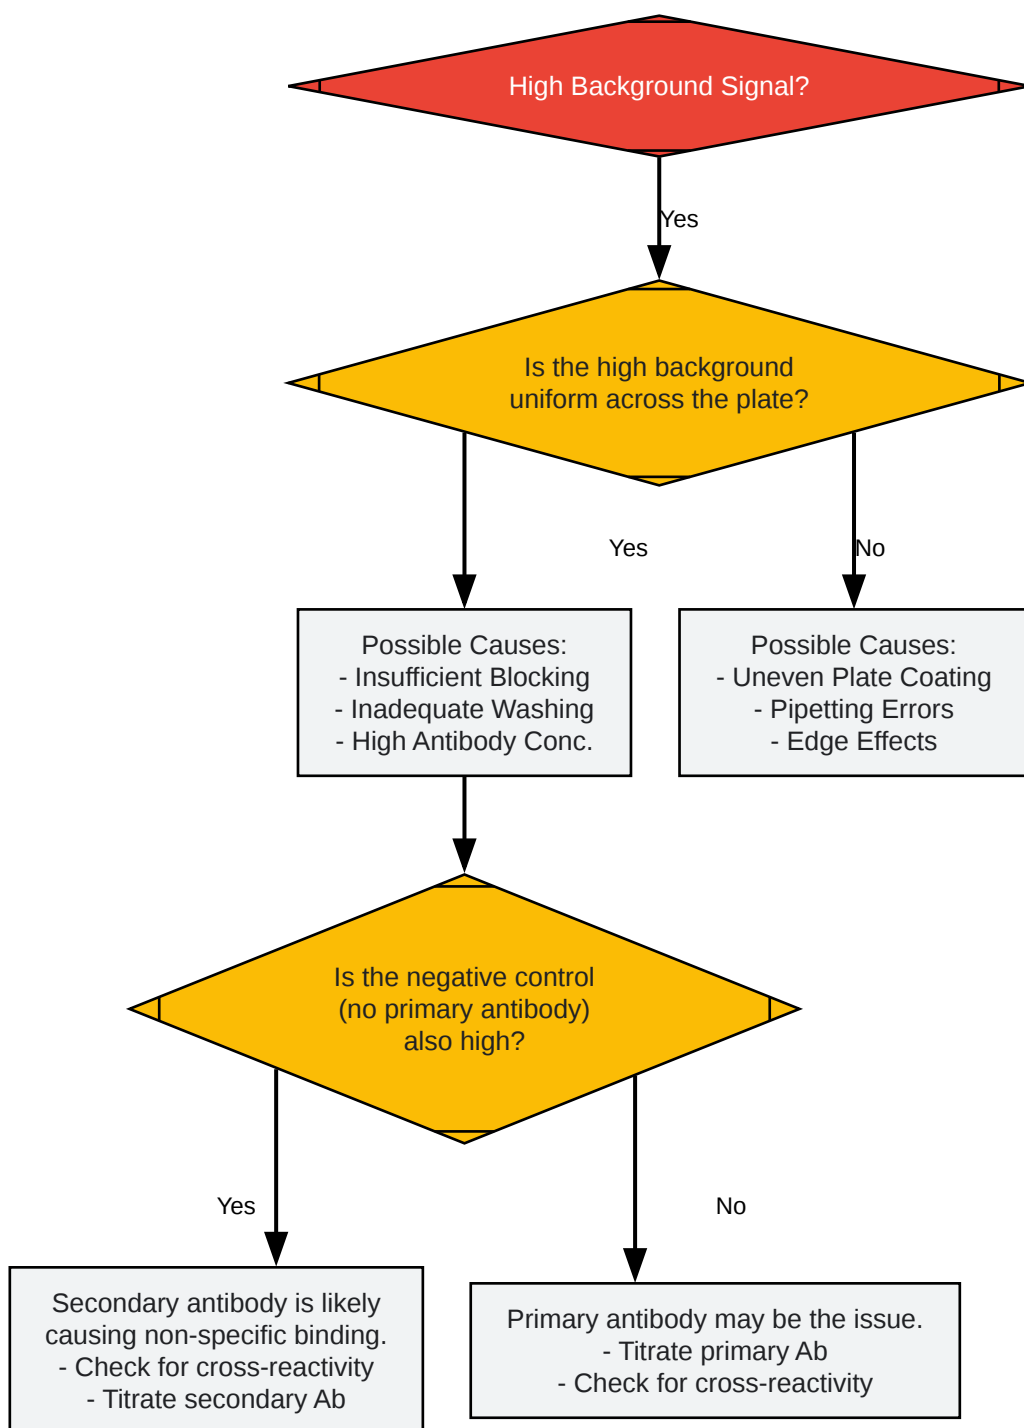 High Background Signal?
Yes
Is the high background
uniform across the plate?
Yes
No
Possible Causes:
- Insufficient Blocking
- Inadequate Washing
- High Antibody Conc.
Possible Causes:
- Uneven Plate Coating
- Pipetting Errors
- Edge Effects
Is the negative control
(no primary antibody)
also high?
Yes
No
Secondary antibody is likely
causing non-specific binding.
- Check for cross-reactivity
- Titrate secondary Ab
Primary antibody may be the issue.
- Titrate primary Ab
- Check for cross-reactivity